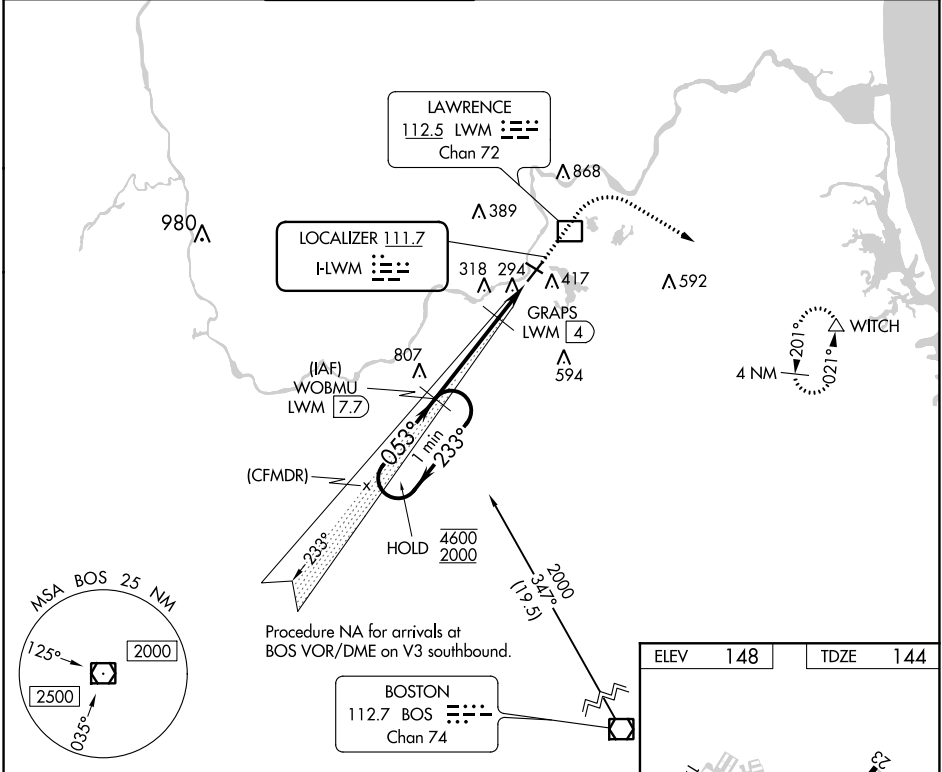 LAWRENCE
112.5 LWM
Chan 72
868
389
980
LOCALIZER 111.7
I-LWM
318
294
417
592
GRAPS
LWM 4
WITCH
201°
021°
4 NM
594
807
(IAF)
WOBMU
LWM 7.7
053°
1 min
233°
(CFMDR)
x
HOLD 4600
2000
233°
2000
347°
(19.5)
MSA BOS 25 NM
125°
2000
2500
035°
Procedure NA for arrivals at
BOS VOR/DME on V3 southbound.
BOSTON
112.7 BOS
Chan 74
ELEV 148
TDZE 144
23